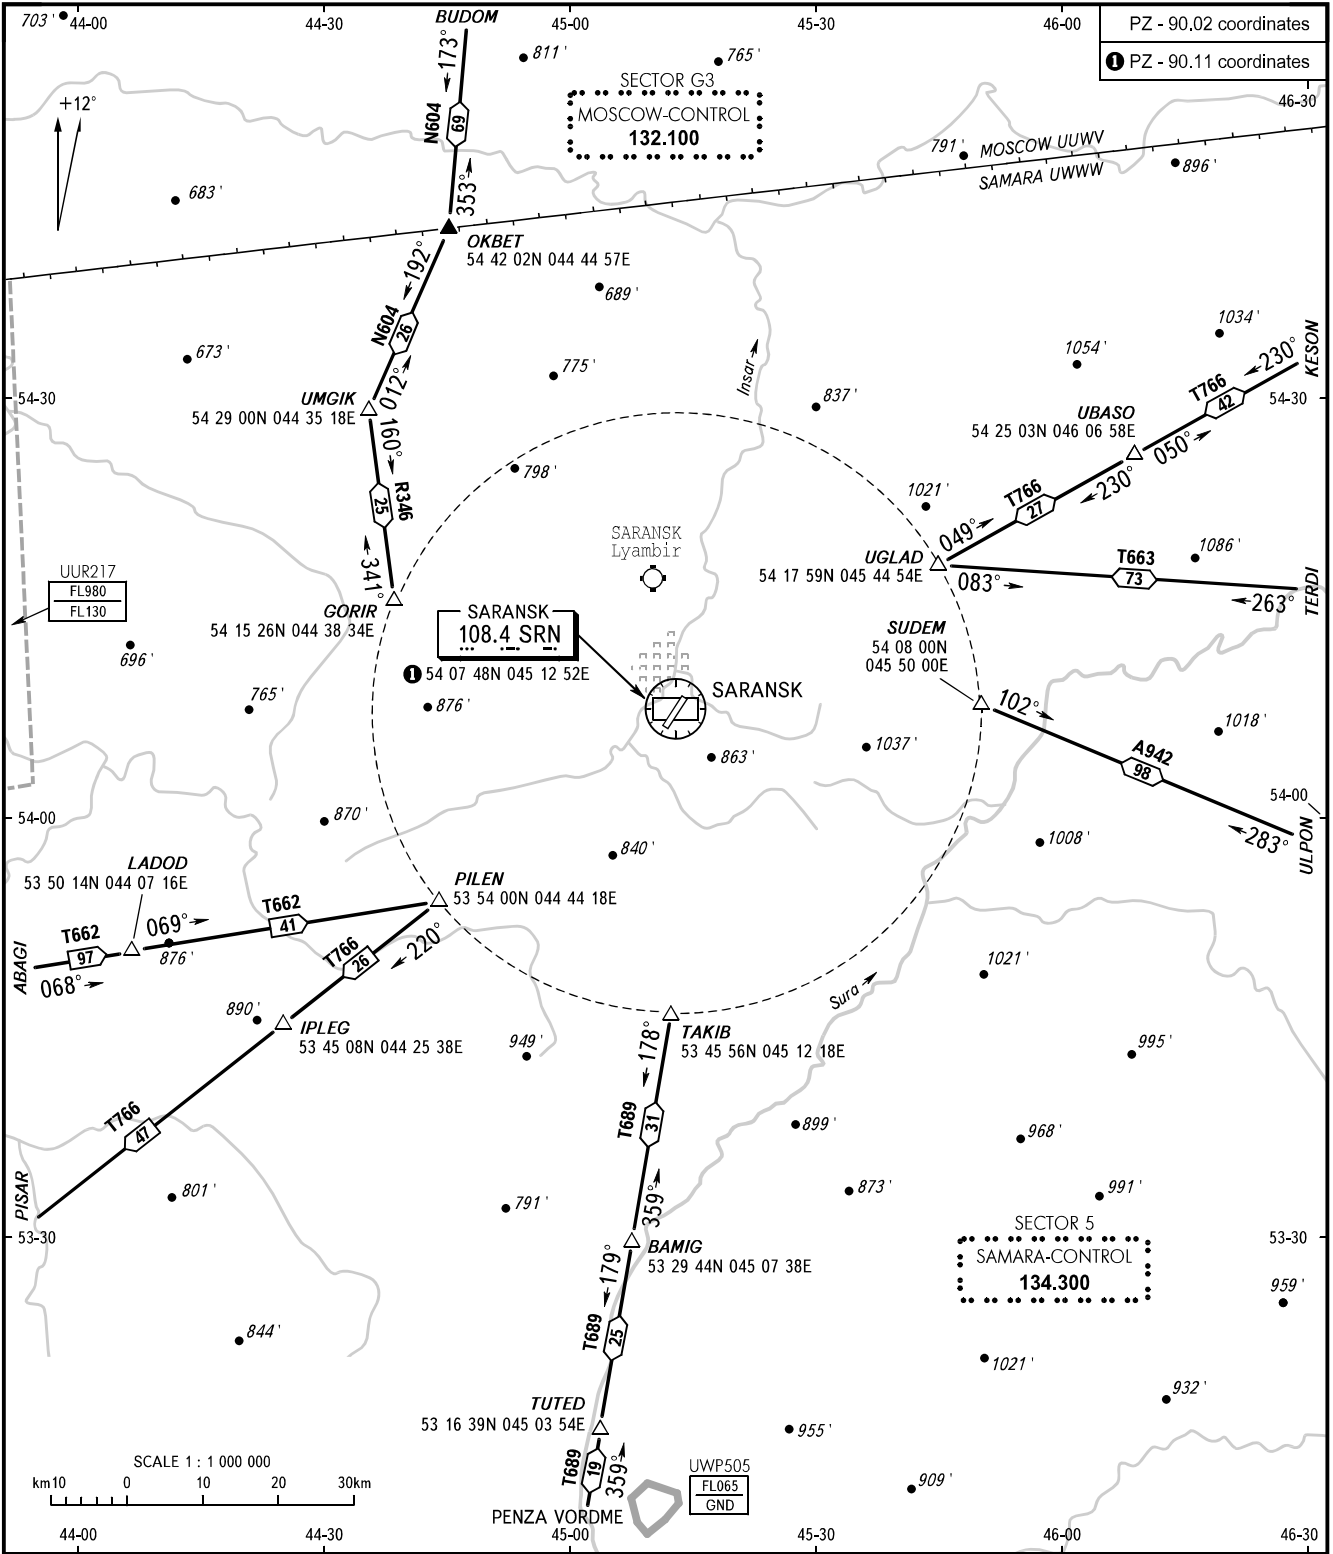 703'
44-00
44-30
BUDOM
45-00
45-30
46-00
PZ - 90.02 coordinates
1 PZ - 90.11 coordinates
811'
765'
SECTOR G3
MOSCOW-CONTROL
132.100
173°
N604
69
353°
+12°
46-30
791'
MOSCOW UUWV
SAMARA UWWW
896'
683'
OKBET
54 42 02N 044 44 57E
192°
N604
26
012°
689'
673'
775'
Insar
1034'
1054'
KESON
230°
T766
42
54-30
54-30
UMGIK
54 29 00N 044 35 18E
837'
UBASO
54 25 03N 046 06 58E
050°
160°
R346
25
341°
798'
230°
T766
27
049°
1021'
SARANSK
Lyambir
UGLAD
54 17 59N 045 44 54E
T663
73
083°
263°
1086'
TERDI
UUR217
FL980
FL130
GORIR
54 15 26N 044 38 34E
SARANSK
108.4 SRN
1 54 07 48N 045 12 52E
SUDEM
54 08 00N
045 50 00E
696'
765'
876'
SARANSK
102°
1018'
863'
1037'
A942
98
283°
54-00
54-00
ULPON
870'
840'
1008'
LADOD
53 50 14N 044 07 16E
PILEN
53 54 00N 044 44 18E
T662
97
069°
T662
41
876'
068°
ABAGI
T766
26
220°
1021'
Sura
890'
IPLEG
53 45 08N 044 25 38E
949'
TAKIB
53 45 56N 045 12 18E
995'
178°
T689
31
359°
T766
47
899'
968'
PISAR
801'
791'
873'
991'
53-30
53-30
BAMIG
53 29 44N 045 07 38E
SECTOR 5
SAMARA-CONTROL
134.300
179°
T689
25
959'
844'
1021'
932'
TUTED
53 16 39N 045 03 54E
955'
T689
19
359°
SCALE 1 : 1 000 000
km10 0 10 20 30km
UWP505
FL065
GND
909'
PENZA VORDME
44-00
44-30
45-00
45-30
46-00
46-30